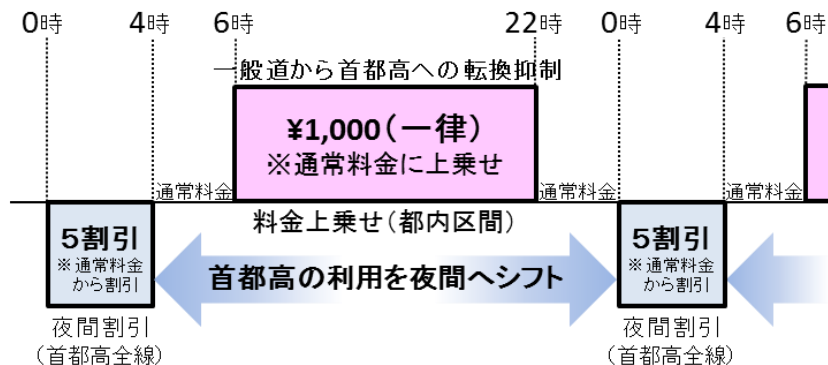 0時 4時 6時 22時 0時 4時 6時
一般道から首都高への転換抑制
¥1,000(一律)
※通常料金に上乗せ
通常料金 通常料金 通常料金
料金上乗せ(都内区間)
5割引
※通常料金
から割引
首都高の利用を夜間へシフト
5割引
※通常料金
から割引
夜間割引
(首都高全線)
夜間割引
(首都高全線)